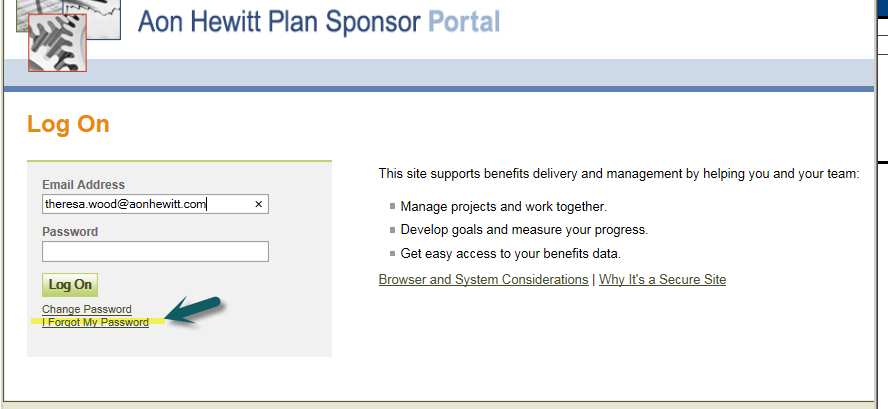 Aon Hewitt Plan Sponsor Portal
Log On
Email Address
theresa.wood@aonhewitt.com ×
Password
Log On
Change Password
I Forgot My Password
This site supports benefits delivery and management by helping you and your team:
Manage projects and work together.
Develop goals and measure your progress.
Get easy access to your benefits data.
Browser and System Considerations | Why It's a Secure Site